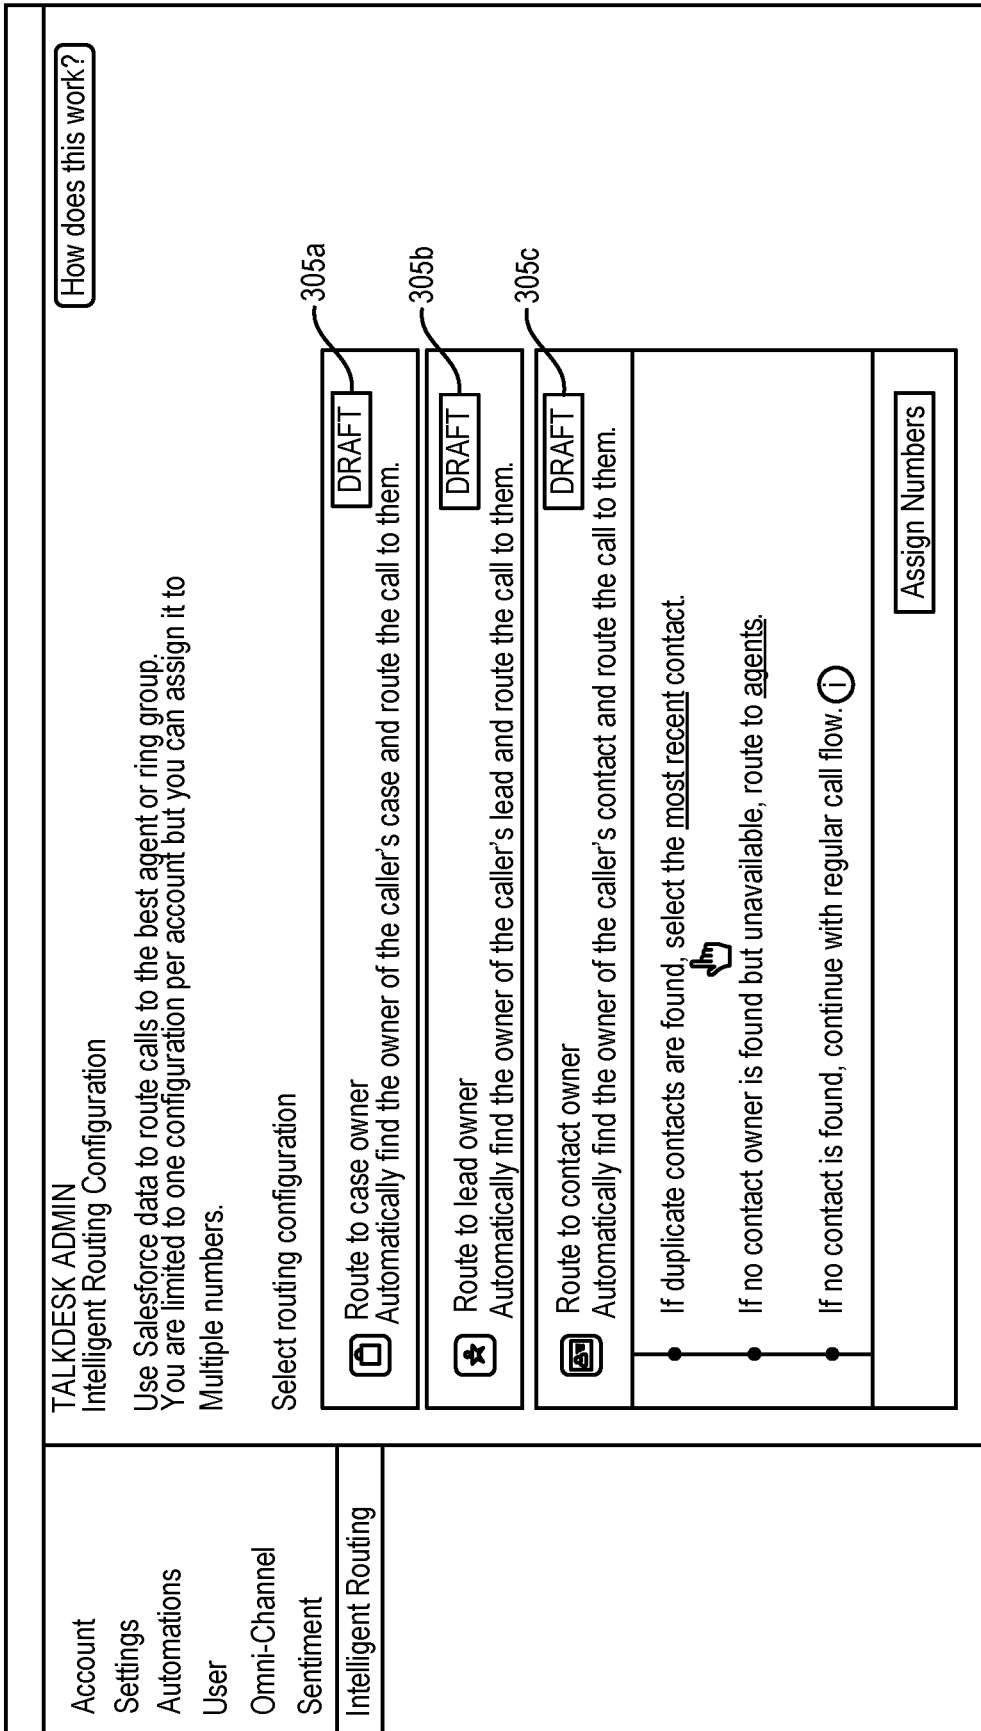 Account
Settings
Automations
User
Omni-Channel
Sentiment
Intelligent Routing
TALKDESK ADMIN
How does this work?
Intelligent Routing Configuration
Use Salesforce data to route calls to the best agent or ring group.
You are limited to one configuration per account but you can assign it to
Multiple numbers.
Select routing configuration
Route to case owner
DRAFT
305a
Automatically find the owner of the caller's case and route the call to them.
Route to lead owner
DRAFT
305b
Automatically find the owner of the caller's lead and route the call to them.
Route to contact owner
DRAFT
305c
Automatically find the owner of the caller's contact and route the call to them.
If duplicate contacts are found, select the most recent contact.
If no contact owner is found but unavailable, route to agents.
If no contact is found, continue with regular call flow. i
Assign Numbers